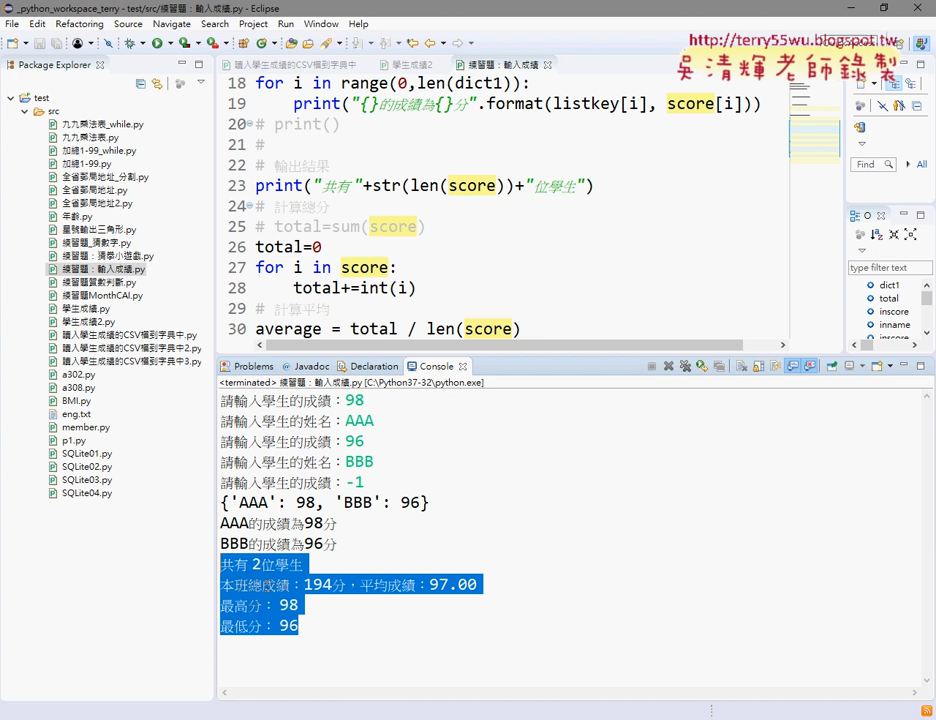 _python_workspace_terry - test/src/練習題：輸入成績.py - Eclipse
File Edit Refactoring Source Navigate Search Project Run Window Help
http://terry55wu.blogspot.tw
吳清輝老師錄製
Package Explorer
讀入學生成績的CSV檔到字典中
學生成績2
練習題：輸入成績
test
src
九九乘法表_while.py
九九乘法表.py
加總1-99_while.py
加總1-99.py
全省郵局地址_分割.py
全省郵局地址.py
全省郵局地址2.py
年齡.py
星號輸出三角形.py
練習題_猜數字.py
練習題：猜拳小遊戲.py
練習題：輸入成績.py
練習題質數判斷.py
練習題MonthCAI.py
學生成績.py
學生成績2.py
讀入學生成績的CSV檔到字典中.py
讀入學生成績的CSV檔到字典中2.py
讀入學生成績的CSV檔到字典中3.py
a302.py
a308.py
BMI.py
eng.txt
member.py
p1.py
SQLite01.py
SQLite02.py
SQLite03.py
SQLite04.py
18 for i in range(0,len(dict1)):
19 print("{}的成績為{}分".format(listkey[i], score[i]))
20 # print()
21 #
22 # 輸出結果
23 print("共有 "+str(len(score))+"位學生")
24 # 計算總分
25 # total=sum(score)
26 total=0
27 for i in score:
28 total+=int(i)
29 # 計算平均
30 average = total / len(score)
Find
All
type filter text
dict1
total
inscore
inname
inscore
Problems Javadoc Declaration Console
<terminated> 練習題：輸入成績.py [C:\Python37-32\python.exe]
請輸入學生的成績：98
請輸入學生的姓名：AAA
請輸入學生的成績：96
請輸入學生的姓名：BBB
請輸入學生的成績：-1
{'AAA': 98, 'BBB': 96}
AAA的成績為98分
BBB的成績為96分
共有 2位學生
本班總成績：194分，平均成績：97.00
最高分： 98
最低分： 96